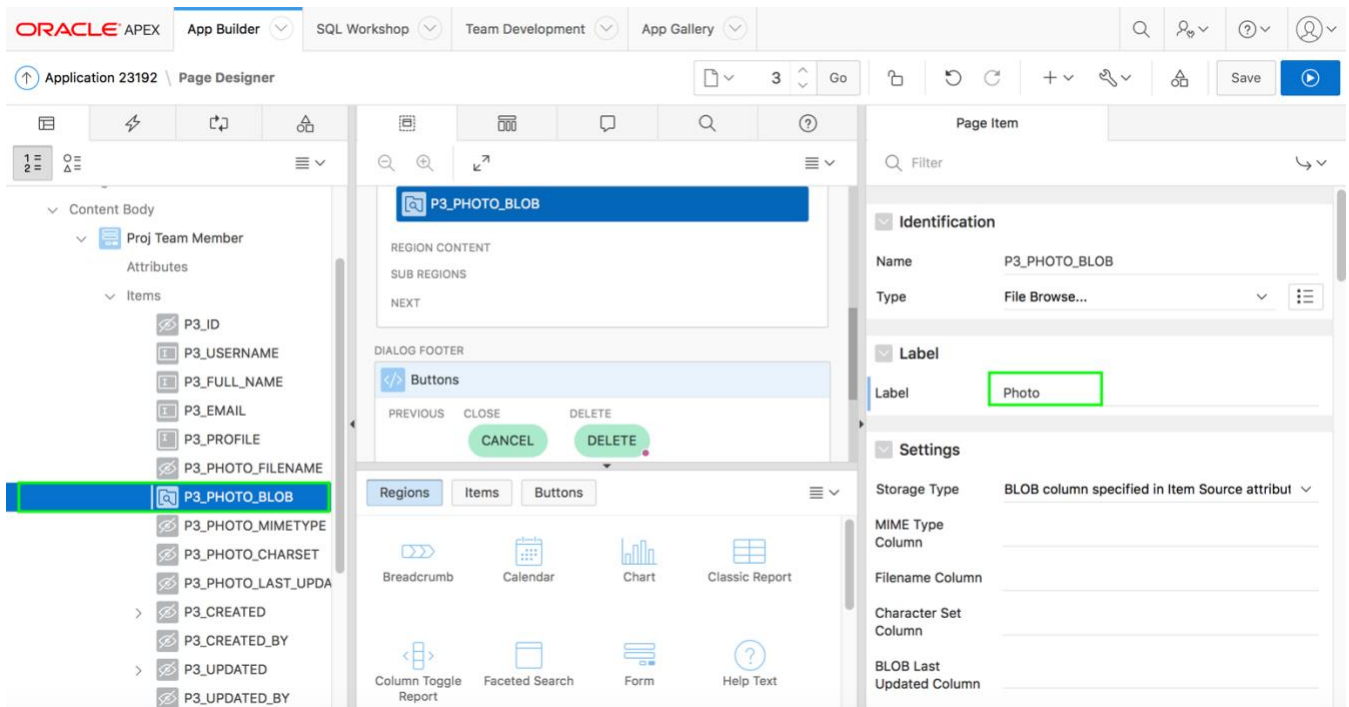 ORACLE APEX App Builder SQL Workshop Team Development App Gallery
Application 23192 \ Page Designer 3 Go Save
Page Item
Filter
Content Body
Proj Team Member
Attributes
Items
P3_ID
P3_USERNAME
P3_FULL_NAME
P3_EMAIL
P3_PROFILE
P3_PHOTO_FILENAME
P3_PHOTO_BLOB
P3_PHOTO_MIMETYPE
P3_PHOTO_CHARSET
P3_PHOTO_LAST_UPDA
P3_CREATED
P3_CREATED_BY
P3_UPDATED
P3_UPDATED_BY
P3_PHOTO_BLOB
REGION CONTENT
SUB REGIONS
NEXT
DIALOG FOOTER
Buttons
PREVIOUS CLOSE DELETE
CANCEL DELETE
Regions Items Buttons
Breadcrumb Calendar Chart Classic Report
Column Toggle Report Faceted Search Form Help Text
Identification
Name P3_PHOTO_BLOB
Type File Browse...
Label
Label Photo
Settings
Storage Type BLOB column specified in Item Source attribut
MIME Type
Column
Filename Column
Character Set
Column
BLOB Last
Updated Column